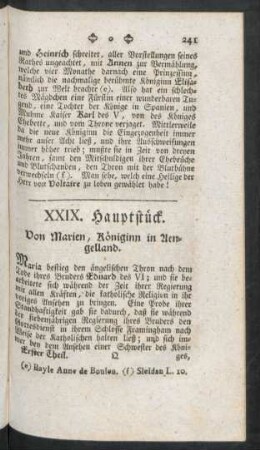 241
und Heinrich schreitet, aller Vorstellungen seines
Rathes ungeachtet, mit Annen zur Vermählung,
welche vier Monathe darnach eine Prinzessinn,
nämlich die nachmalige berühmte Königinn Elisa-
beth zur Welt brachte (e). Also hat ein schlech-
tes Mägdchen eine Fürstin einer wunderbaren Tu-
gend, eine Tochter der Könige in Spanien, und
Muhme Kaiser Karl des V, von des Königes
Ehebette, und vom Throne verjaget. Mittlerweile
da die neue Königinn die Eingezogenheit immer
mehr ausser Acht ließ, und ihre Ausschweifungen
immer höher trieb; mußte sie in Zeit von dreyen
Jahren, samt den Mitschuldigen ihrer Ehebrüche
und Blutschanden, den Thron mit der Blutbühne
verwechseln (f). Man sehe, welch eine Heilige der
Herr von Voltaire zu loben gewählet habe!
XXIX. Hauptstück.
Von Marien, Königinn in Aen-
gelland.
Maria bestieg den ängelischen Thron nach dem
Tode ihres Bruders Eduard des VI; und sie be-
arbeitete sich während der Zeit ihrer Regierung
mit allen Kräften, die katholische Religion in ihr
voriges Ansehen zu bringen. Eine Probe ihrer
Standhaftigkeit gab sie dadurch, daß sie während
der siebenjährigen Regierung ihres Bruders den
Gottesdienst in ihrem Schlosse Framingham nach
Weise der Katholischen halten ließ; und sich im-
mer bey dem Ansehen einer Schwester des Köni-
Erster Theil. Q ges,
(e) Bayle Anne de Boulen. (f) Sleidan L. 10.